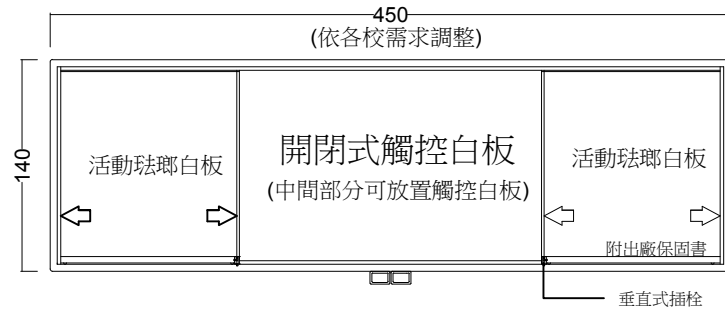 450
(依各校需求調整)
140
活動琺瑯白板
開閉式觸控白板
(中間部分可放置觸控白板)
活動琺瑯白板
附出廠保固書
垂直式插栓